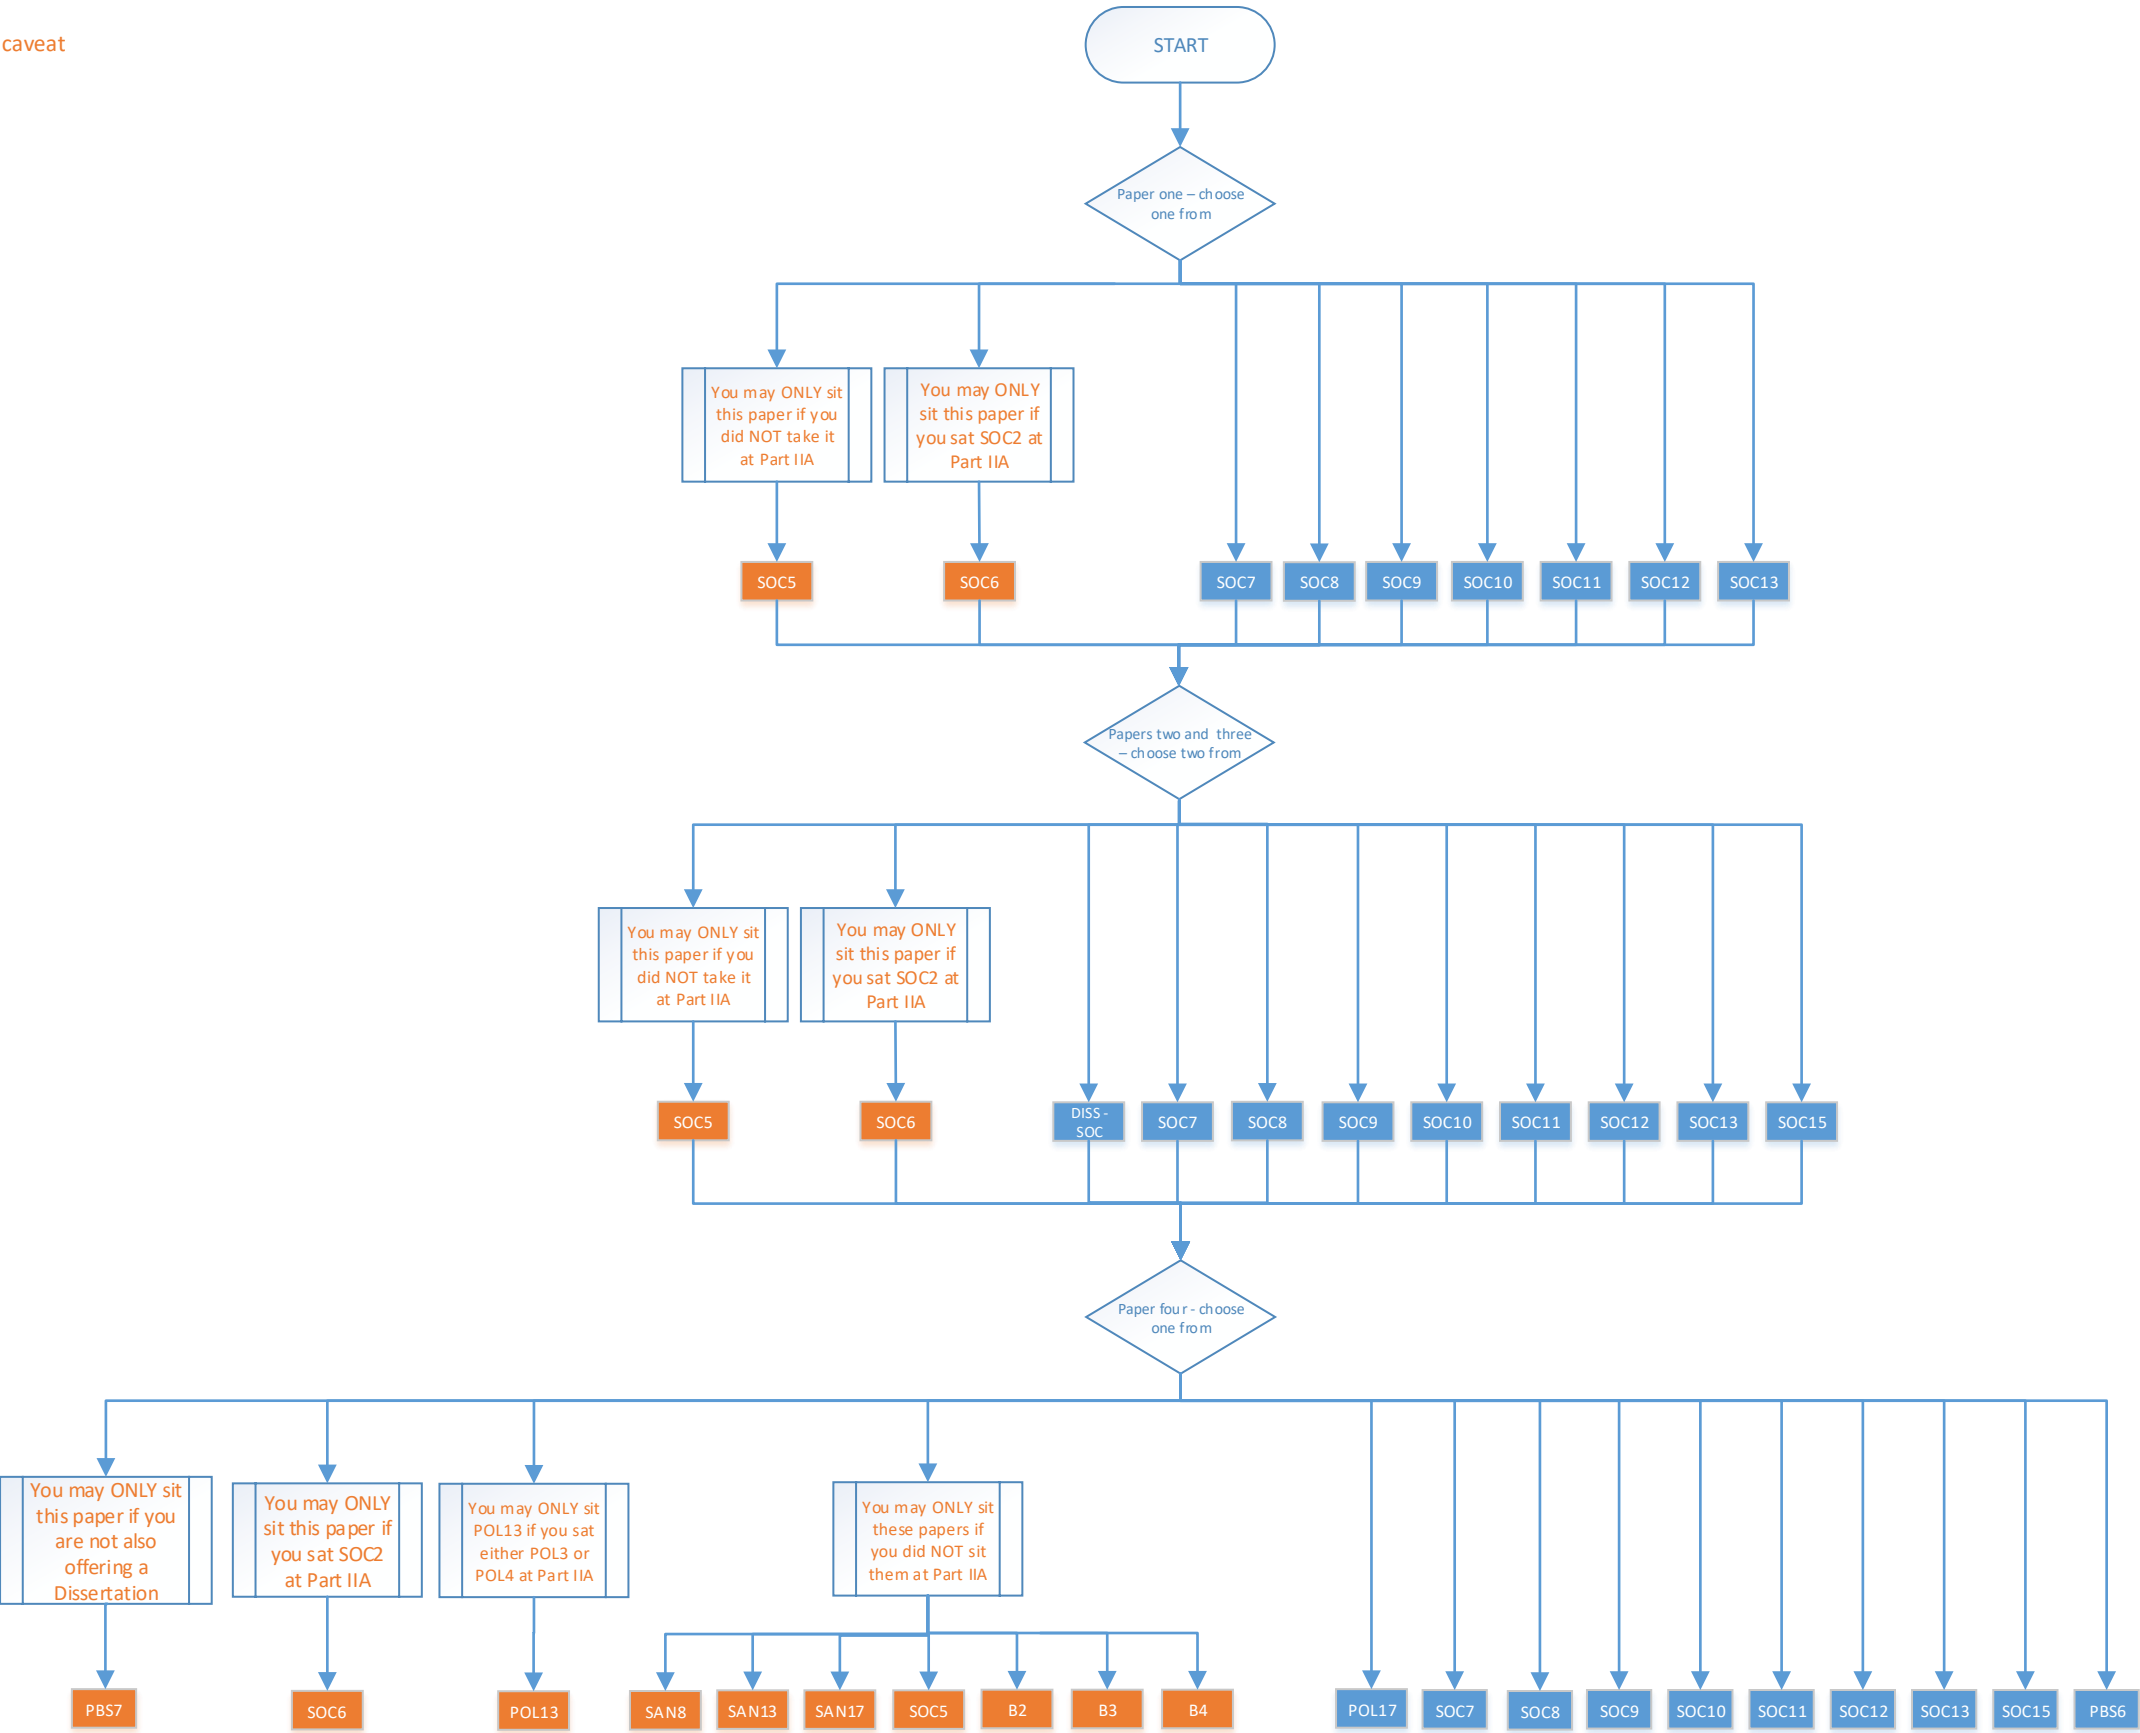 caveat
START
Paper one – choose
one from
You may ONLY sit
this paper if you
did NOT take it
at Part IIA
You may ONLY
sit this paper if
you sat SOC2 at
Part IIA
SOC5
SOC6
SOC7
SOC8
SOC9
SOC10
SOC11
SOC12
SOC13
Papers two and three
– choose two from
You may ONLY sit
this paper if you
did NOT take it
at Part IIA
You may ONLY
sit this paper if
you sat SOC2 at
Part IIA
SOC5
SOC6
DISS -
SOC
SOC7
SOC8
SOC9
SOC10
SOC11
SOC12
SOC13
SOC15
Paper four - choose
one from
You may ONLY sit
this paper if you
are not also
offering a
Dissertation
You may ONLY
sit this paper if
you sat SOC2
at Part IIA
You may ONLY sit
POL13 if you sat
either POL3 or
POL4 at Part IIA
You may ONLY sit
these papers if
you did NOT sit
them at Part IIA
PBS7
SOC6
POL13
SAN8
SAN13
SAN17
SOC5
B2
B3
B4
POL17
SOC7
SOC8
SOC9
SOC10
SOC11
SOC12
SOC13
SOC15
PBS6